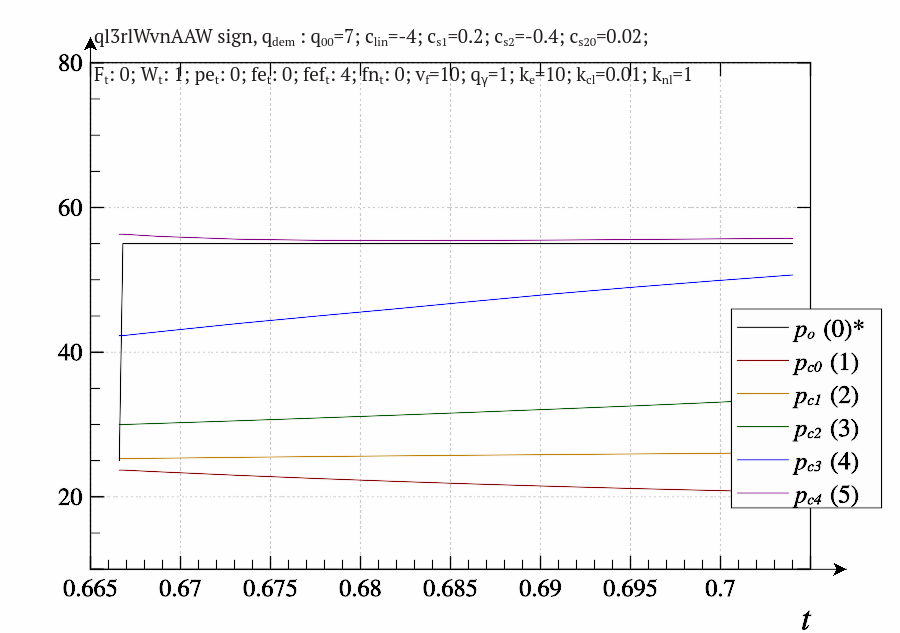 ql3rlWvnAAW sign, q_dem : q_00=7; c_lin=-4; c_s1=0.2; c_s2=-0.4; c_s20=0.02;
F_t: 0; W_t: 1; pe_t: 0; fe_t: 0; fef_t: 4; fn_t: 0; v_f=10; q_γ=1; k_e=10; k_cl=0.01; k_nl=1
80
60
40
20
p_o (0)*
p_c0 (1)
p_c1 (2)
p_c2 (3)
p_c3 (4)
p_c4 (5)
0.665 0.67 0.675 0.68 0.685 0.69 0.695 0.7
t